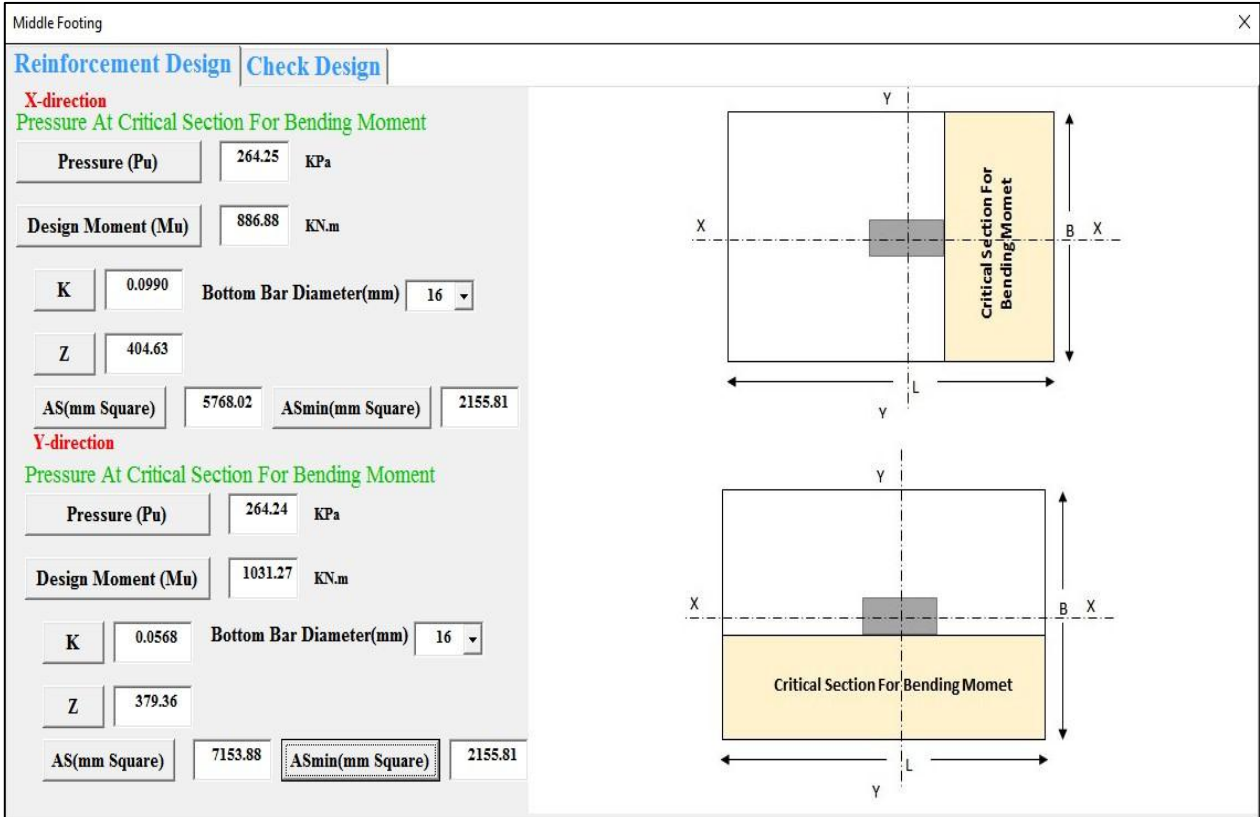 Middle Footing X
Reinforcement Design Check Design
X-direction
Pressure At Critical Section For Bending Moment
Pressure (Pu) 264.25 KPa
Design Moment (Mu) 886.88 KN.m
K 0.0990 Bottom Bar Diameter(mm) 16
Z 404.63
AS(mm Square) 5768.02 ASmin(mm Square) 2155.81
Y-direction
Pressure At Critical Section For Bending Moment
Pressure (Pu) 264.24 KPa
Design Moment (Mu) 1031.27 KN.m
K 0.0568 Bottom Bar Diameter(mm) 16
Z 379.36
AS(mm Square) 7153.88 ASmin(mm Square) 2155.81
Y
X
Critical Section For
Bending Momet
B X
L
Y
Y
X
B X
Critical Section For Bending Momet
L
Y